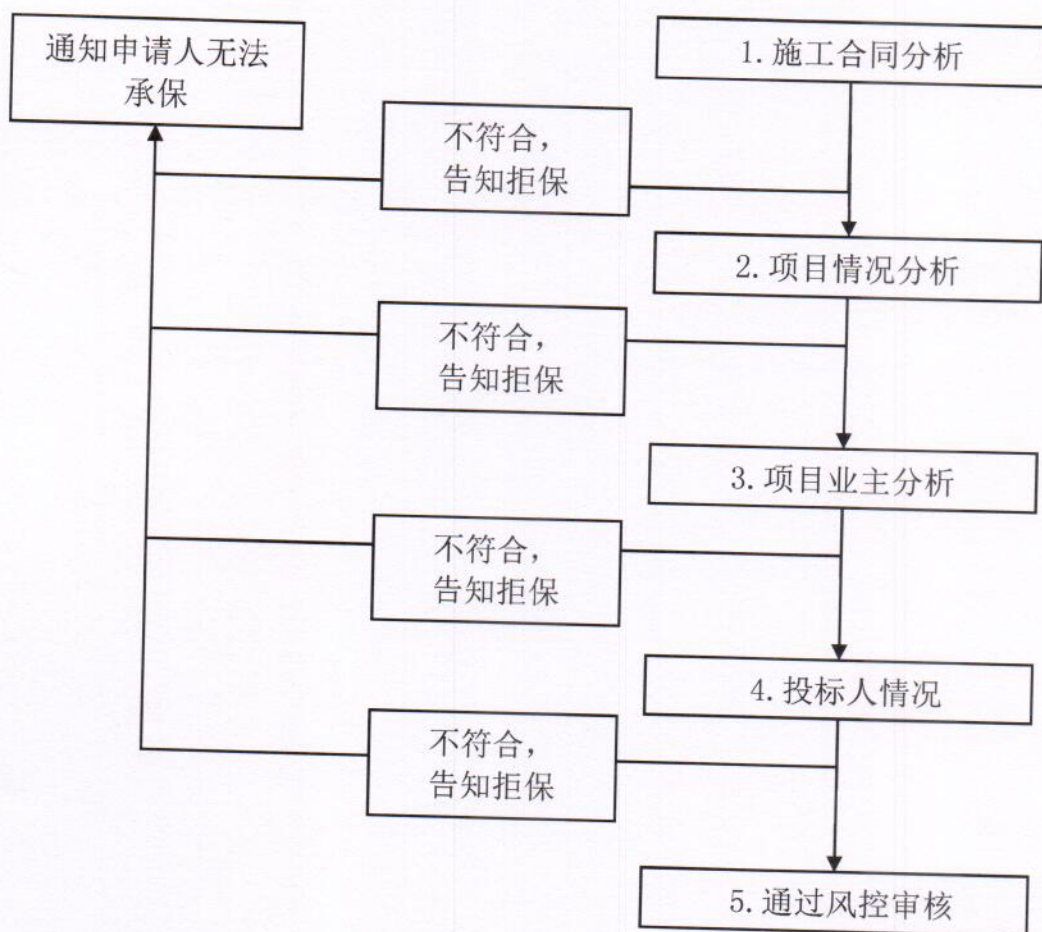 通知申请人无法
承保
1.施工合同分析
不符合，
告知拒保
2.项目情况分析
不符合，
告知拒保
3.项目业主分析
不符合，
告知拒保
4.投标人情况
不符合，
告知拒保
5.通过风控审核